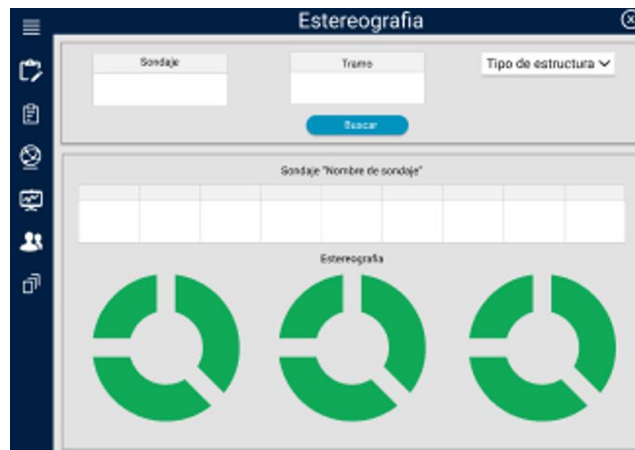 Estereografia
Sondaje
Tramo
Tipo de estructura
Buscar
Sondaje "Nombre de sondaje"
Estereografia